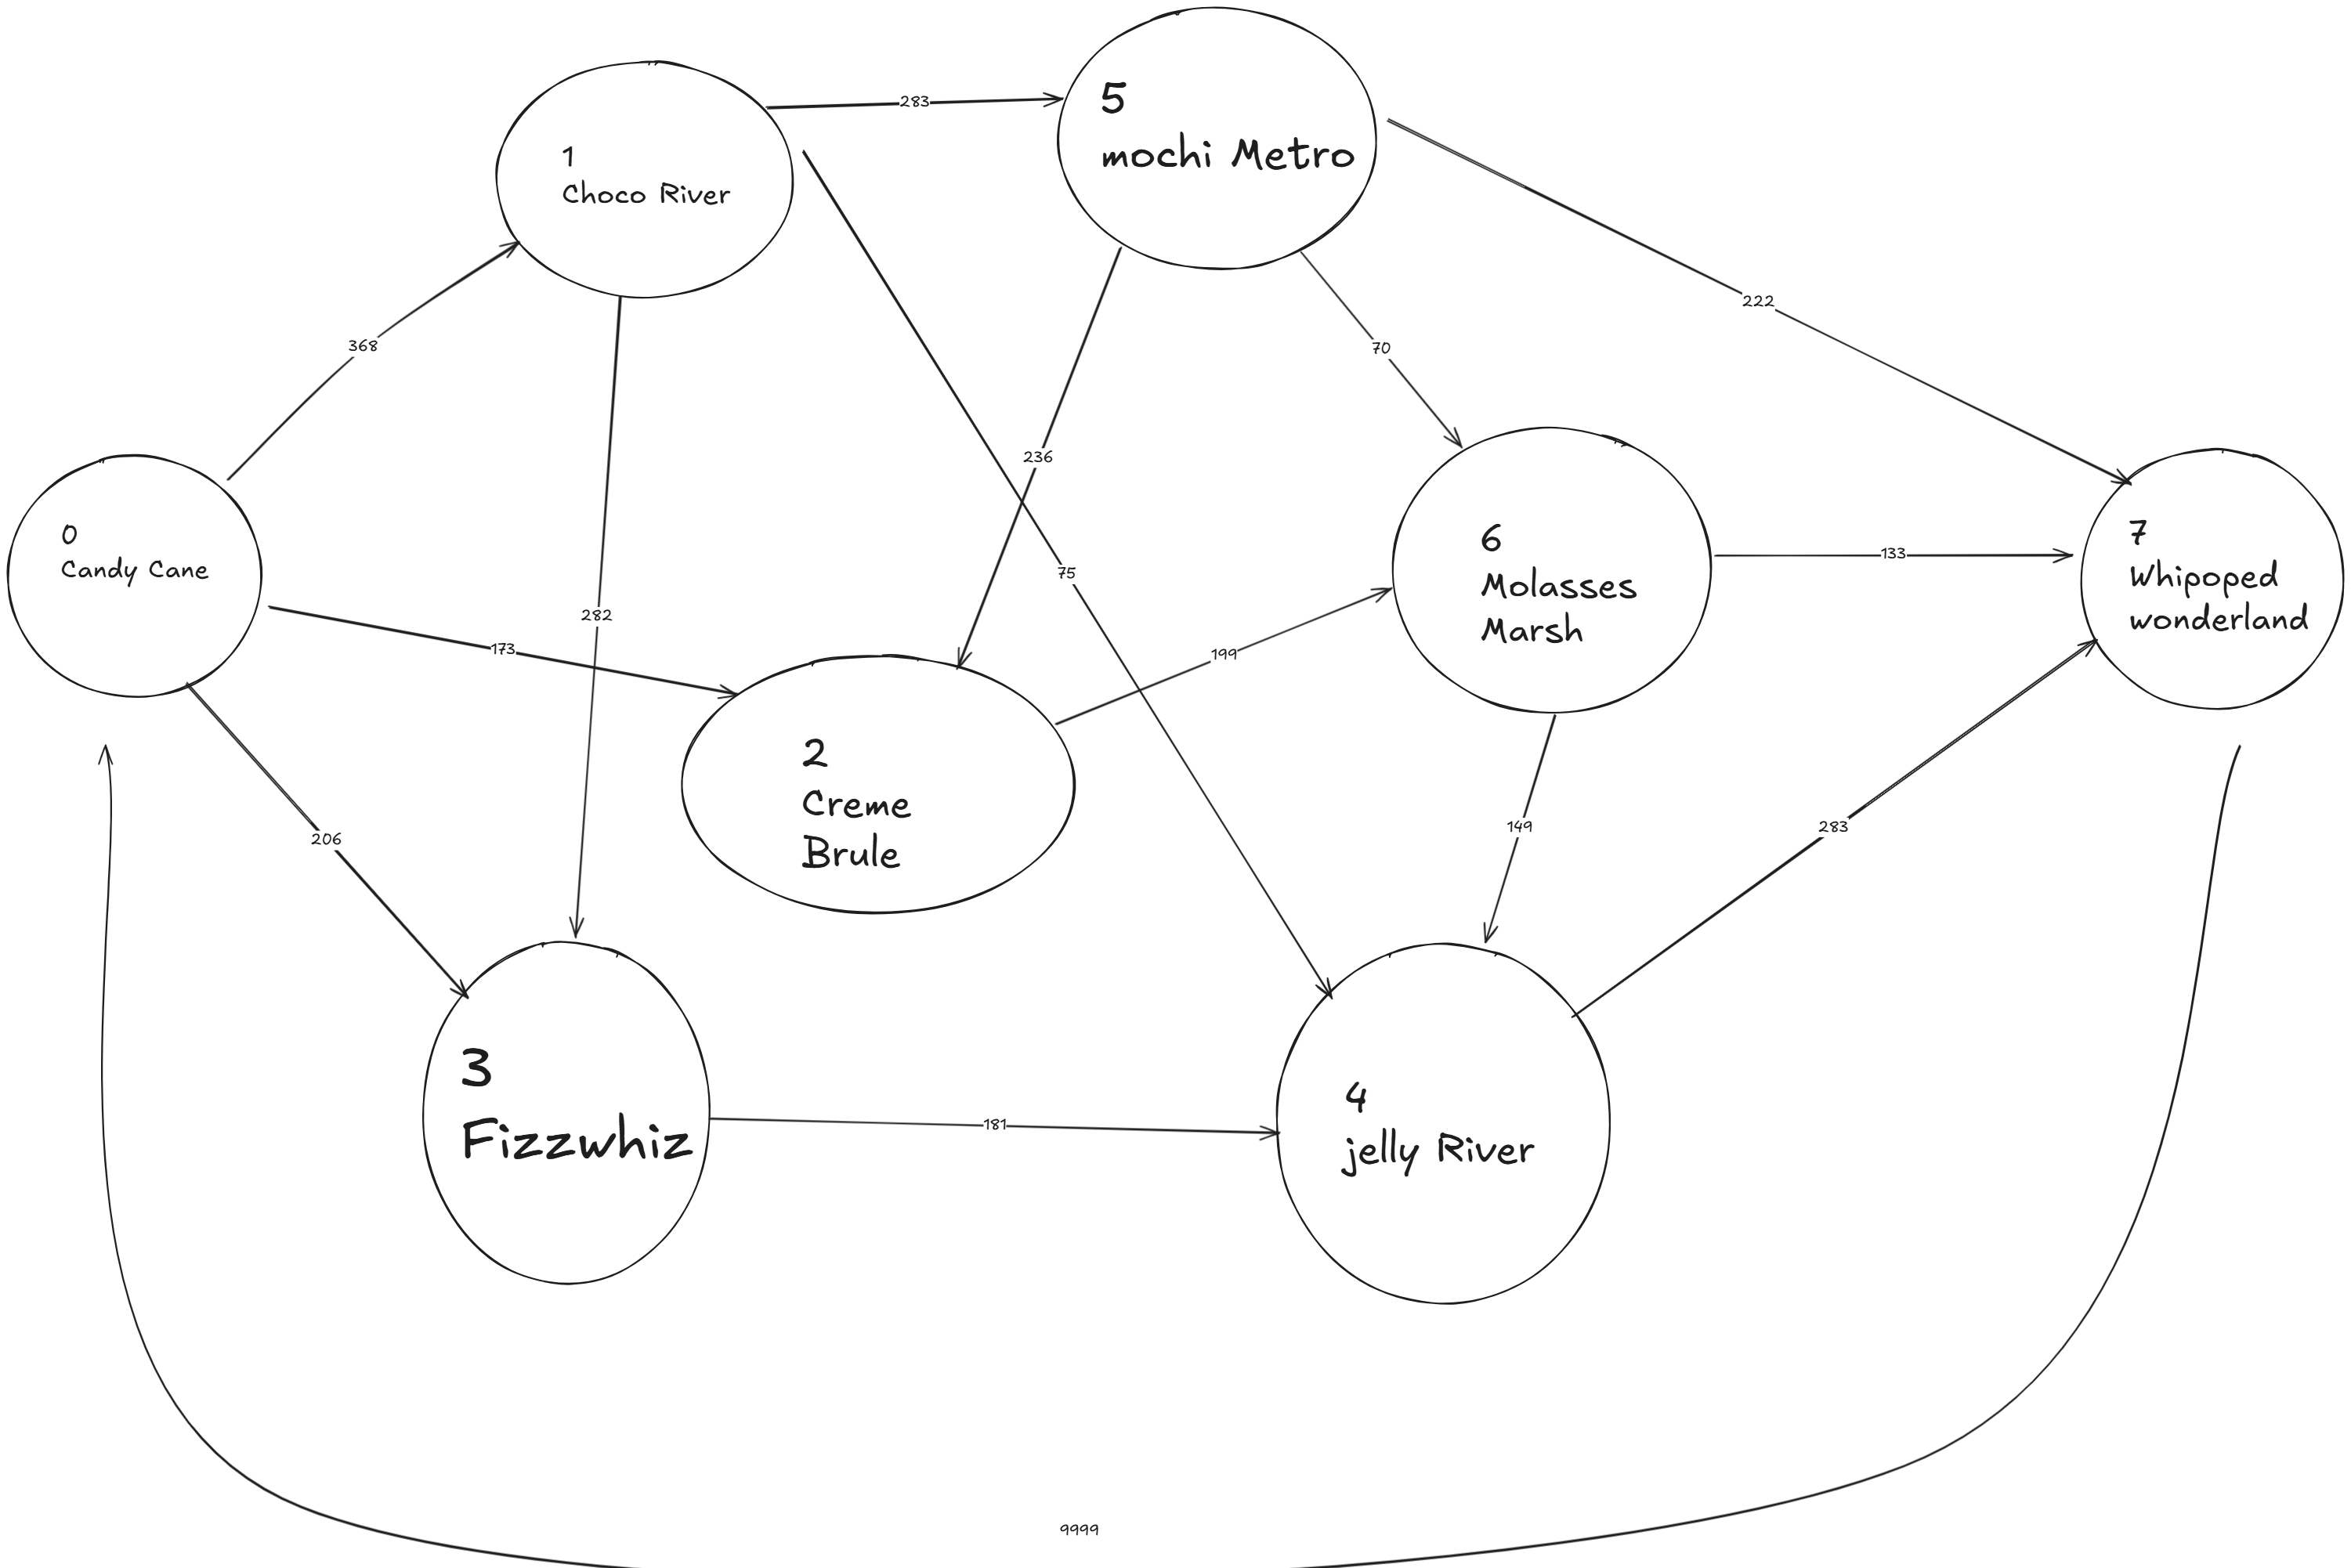 5
mochi Metro
283
1
Choco River
222
368
70
236
0
Candy Cane
6
Molasses
Marsh
133
7
Whipoped
wonderland
75
282
173
199
2
Creme
Brule
206
149
283
3
Fizzwhiz
181
4
jelly River
9999